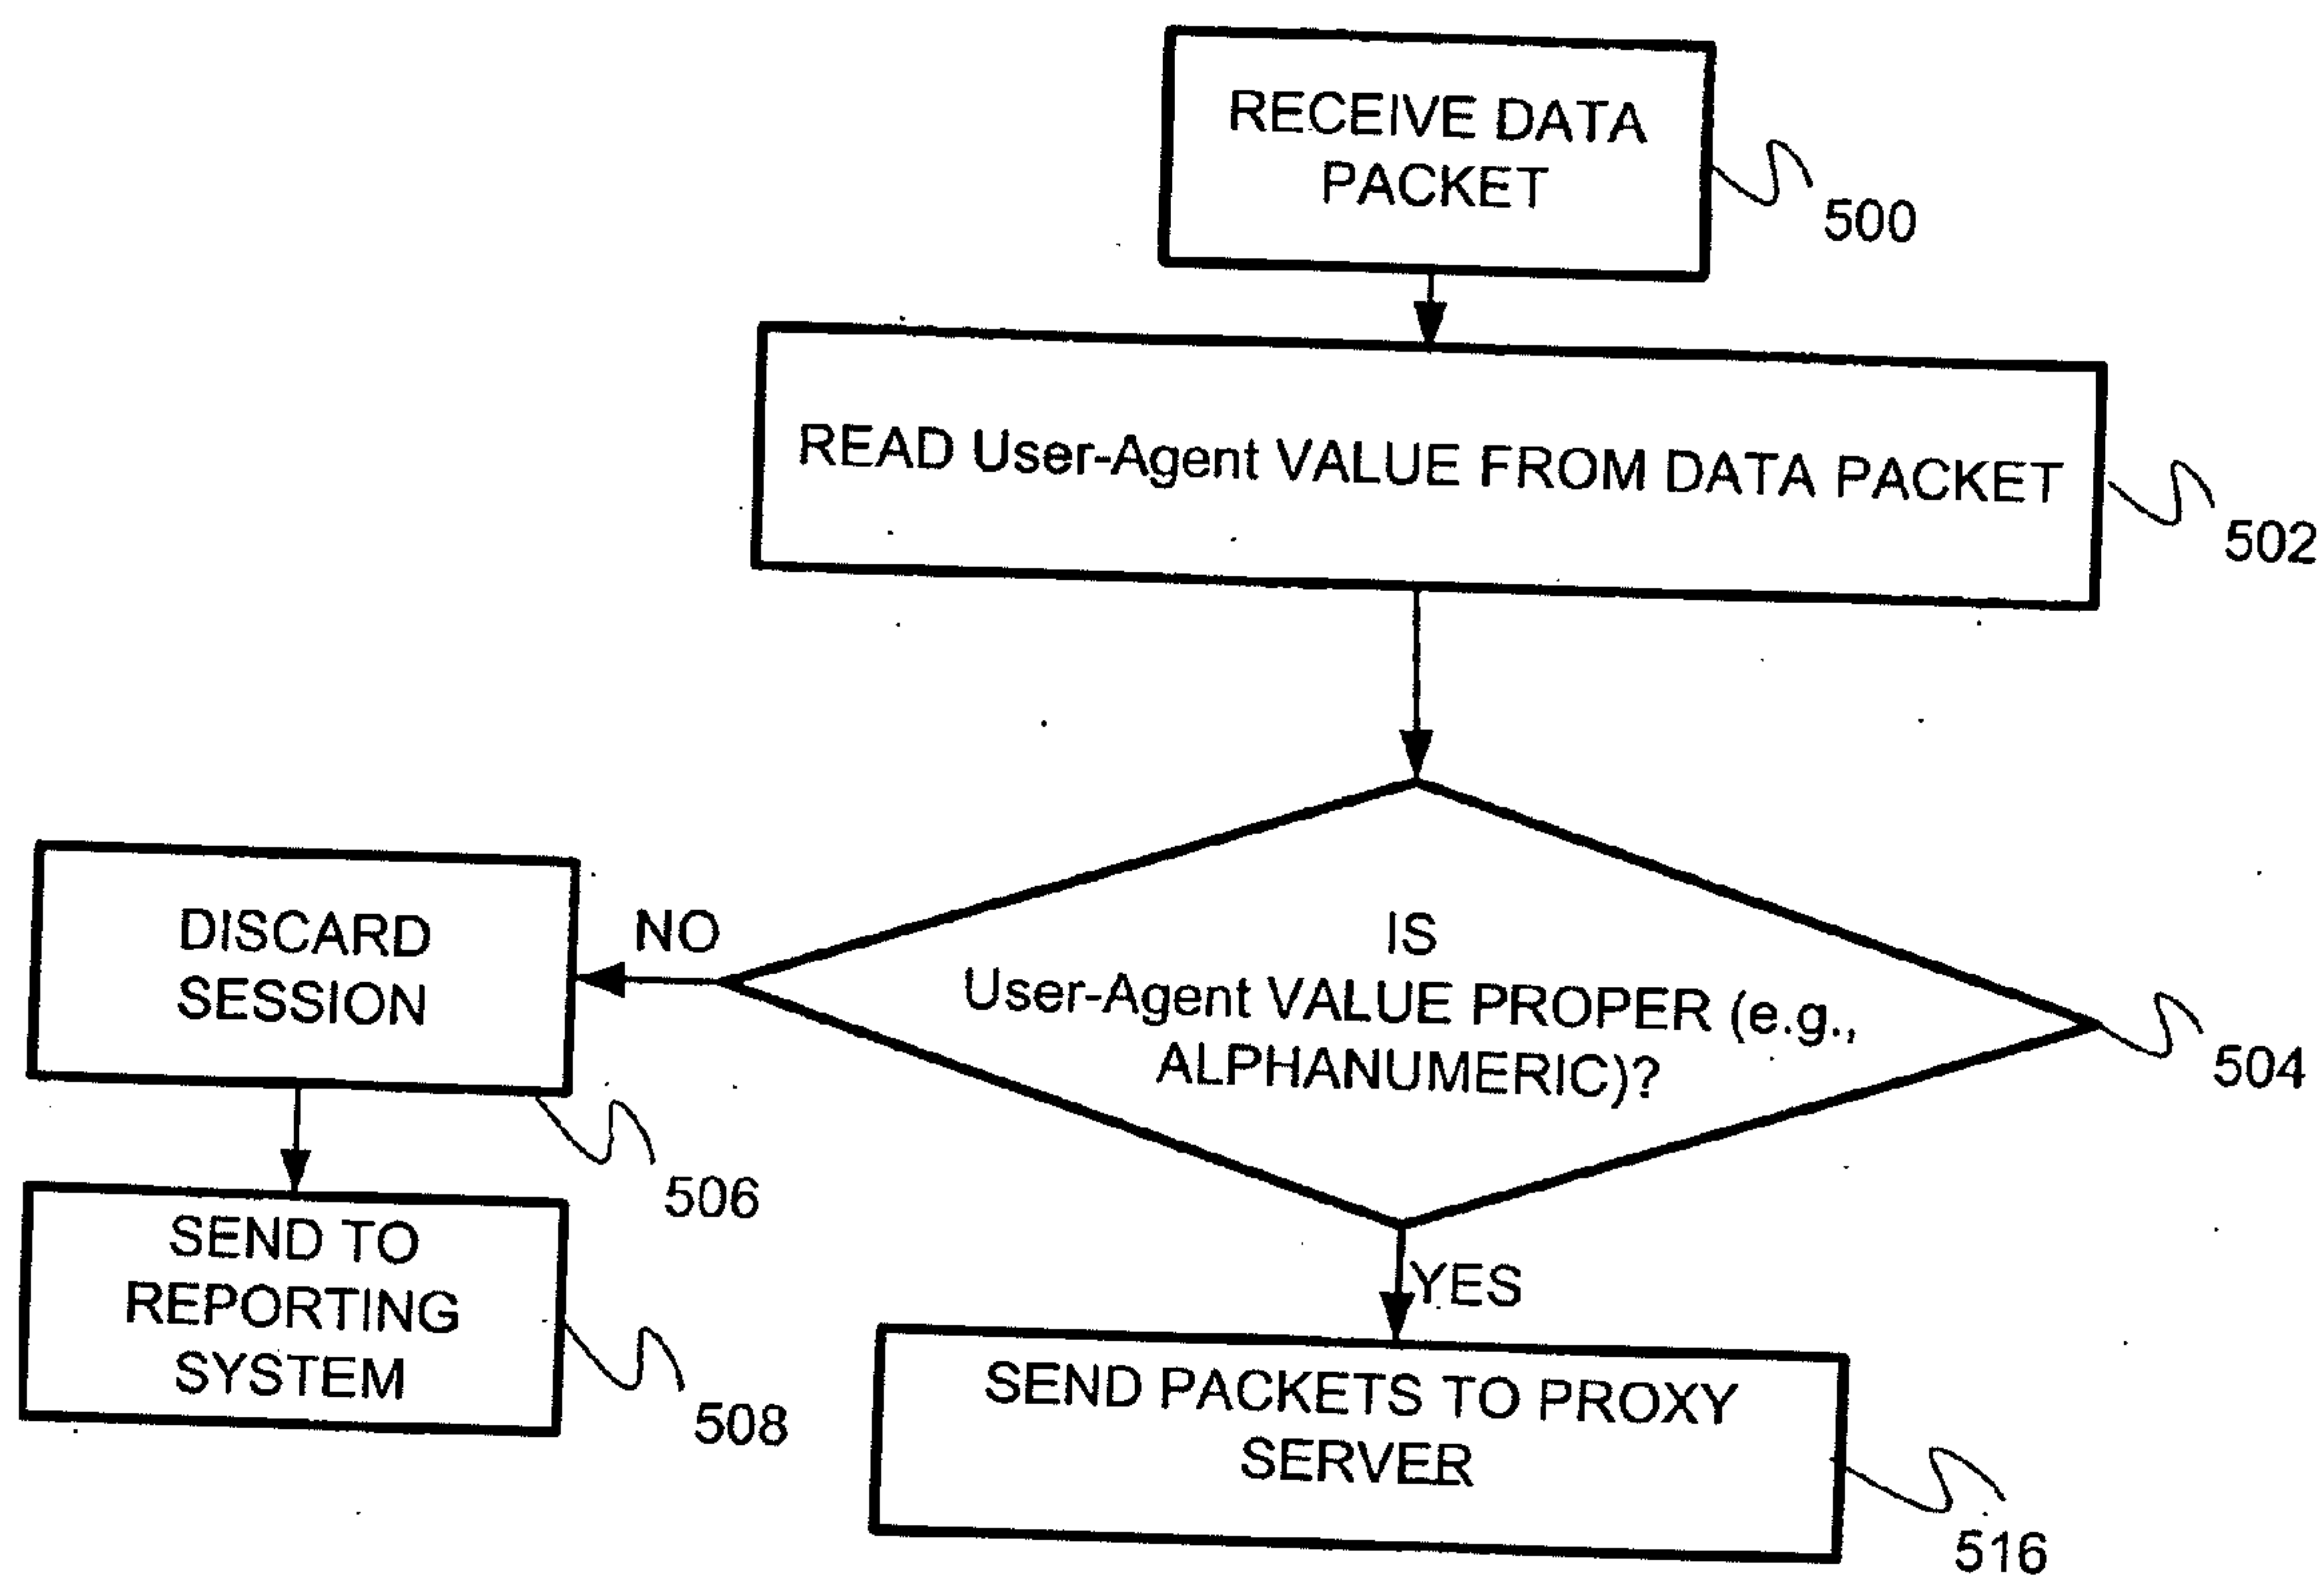 RECEIVE DATA
PACKET
500
READ User-Agent VALUE FROM DATA PACKET
502
IS
User-Agent VALUE PROPER (e.g.,
ALPHANUMERIC)?
504
NO
DISCARD
SESSION
506
SEND TO
REPORTING
SYSTEM
508
YES
SEND PACKETS TO PROXY
SERVER
516